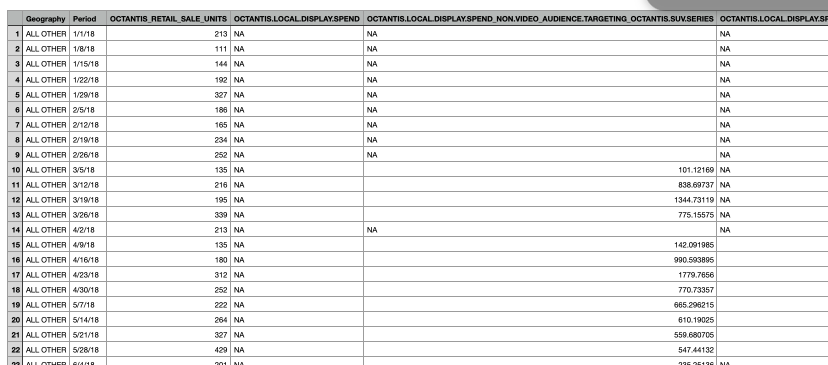 Geography Period OCTANTIS_RETAIL_SALE_UNITS OCTANTIS.LOCAL.DISPLAY.SPEND OCTANTIS.LOCAL.DISPLAY.SPEND_NON.VIDEO_AUDIENCE.TARGETING_OCTANTIS.SUV.SERIES OCTANTIS.LOCAL.DISPLAY.SP
1 ALL OTHER 1/1/18 213 NA NA NA
2 ALL OTHER 1/8/18 111 NA NA NA
3 ALL OTHER 1/15/18 144 NA NA NA
4 ALL OTHER 1/22/18 192 NA NA NA
5 ALL OTHER 1/29/18 327 NA NA NA
6 ALL OTHER 2/5/18 186 NA NA NA
7 ALL OTHER 2/12/18 165 NA NA NA
8 ALL OTHER 2/19/18 234 NA NA NA
9 ALL OTHER 2/26/18 252 NA NA NA
10 ALL OTHER 3/5/18 135 NA 101.12169 NA
11 ALL OTHER 3/12/18 216 NA 838.69737 NA
12 ALL OTHER 3/19/18 195 NA 1344.73119 NA
13 ALL OTHER 3/26/18 339 NA 775.15575 NA
14 ALL OTHER 4/2/18 213 NA NA NA
15 ALL OTHER 4/9/18 135 NA 142.091985
16 ALL OTHER 4/16/18 180 NA 990.593895
17 ALL OTHER 4/23/18 312 NA 1779.7656
18 ALL OTHER 4/30/18 252 NA 770.73357
19 ALL OTHER 5/7/18 222 NA 665.296215
20 ALL OTHER 5/14/18 264 NA 610.19025
21 ALL OTHER 5/21/18 327 NA 559.680705
22 ALL OTHER 5/28/18 429 NA 547.44132
23 ALL OTHER 6/4/18 NA NA